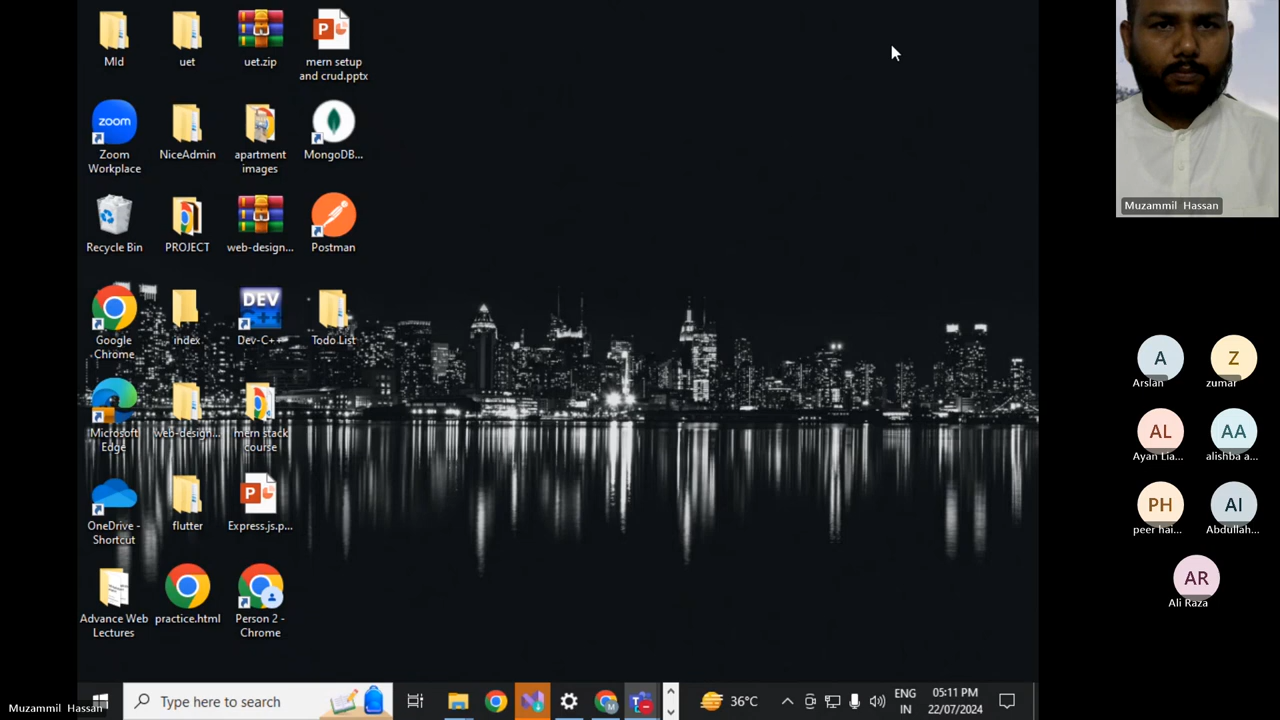 Mld
uet
uet.zip
mern setup
and crud.pptx
zoom
Zoom
Workplace
NiceAdmin
apartment
images
MongoDB...
Recycle Bin
PROJECT
web-design...
Postman
Google
Chrome
index
DEV
Dev-C++
Todo List
Microsoft
Edge
web-design...
mern stack
course
OneDrive -
Shortcut
flutter
Express.js.p...
Advance Web
Lectures
practice.html
Person 2 -
Chrome
Type here to search
36°C
ENG
IN
05:11 PM
22/07/2024
Muzammil Hassan
Muzammil Hassan
A
Arslan
Z
zumar
AL
Ayan Lia...
AA
alishba a...
PH
peer hai...
AI
Abdullah...
AR
Ali Raza